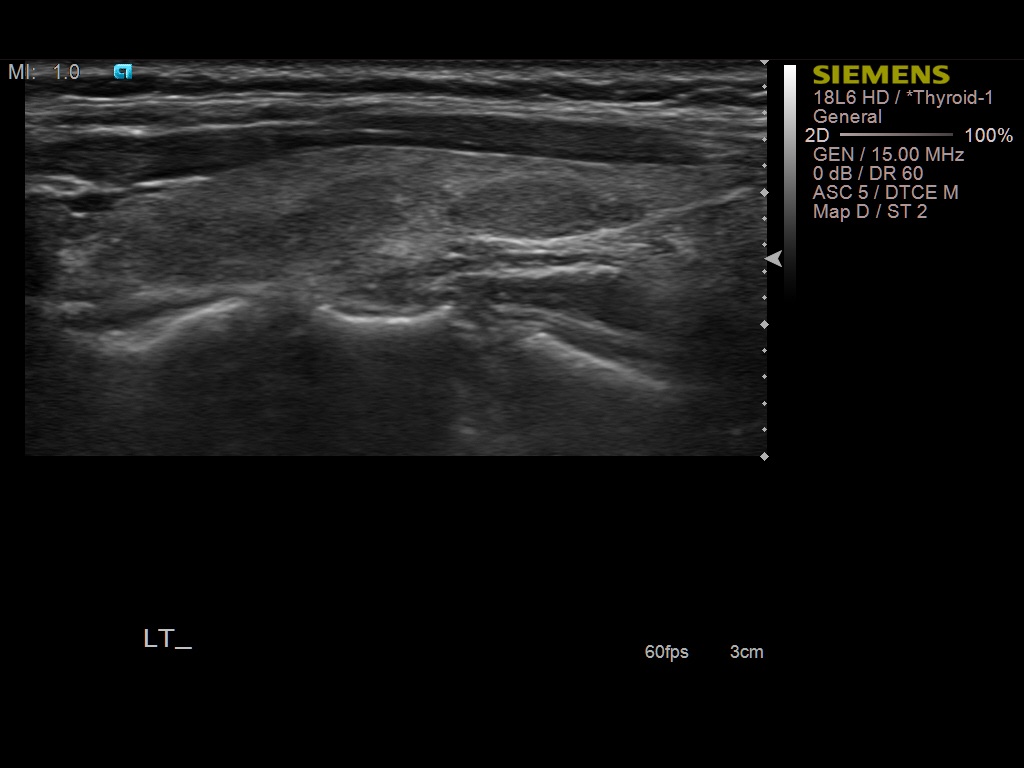 MI: 1.0
SIEMENS
18L6 HD / *Thyroid-1
General
2D 100%
GEN / 15.00 MHz
0 dB / DR 60
ASC 5 / DTCE M
Map D / ST 2
LT_
60fps 3cm